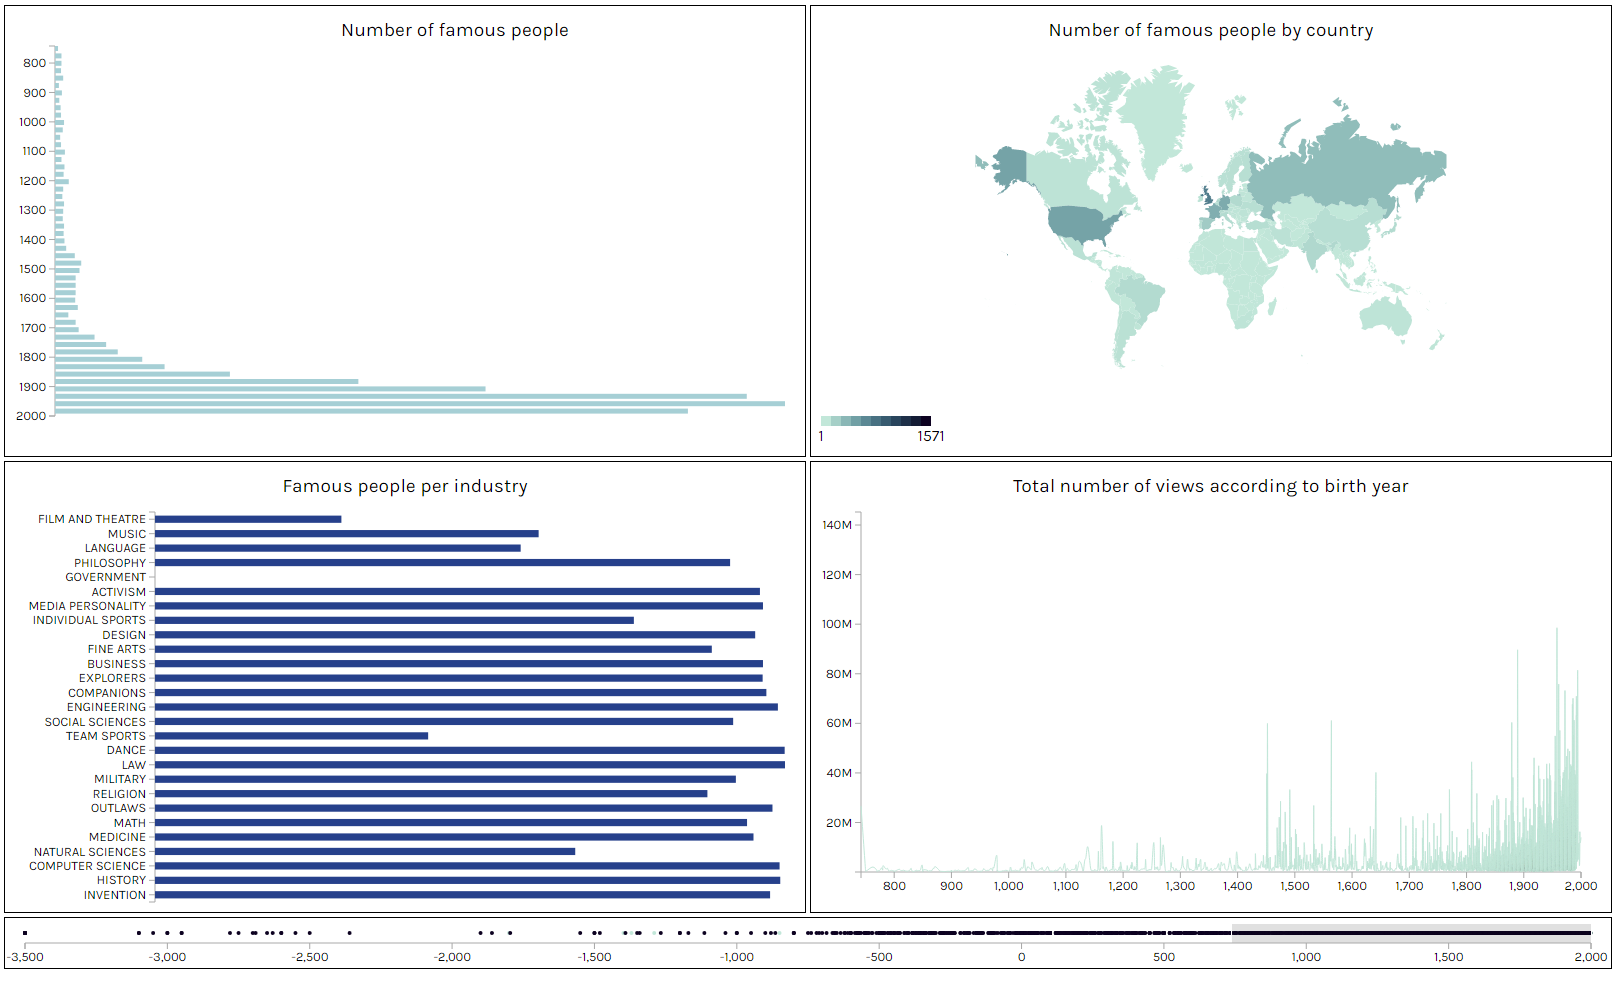 Number of famous people
800
900
1000
1100
1200
1300
1400
1500
1600
1700
1800
1900
2000
Number of famous people by country
1 1571
Famous people per industry
FILM AND THEATRE
MUSIC
LANGUAGE
PHILOSOPHY
GOVERNMENT
ACTIVISM
MEDIA PERSONALITY
INDIVIDUAL SPORTS
DESIGN
FINE ARTS
BUSINESS
EXPLORERS
COMPANIONS
ENGINEERING
SOCIAL SCIENCES
TEAM SPORTS
DANCE
LAW
MILITARY
RELIGION
OUTLAWS
MATH
MEDICINE
NATURAL SCIENCES
COMPUTER SCIENCE
HISTORY
INVENTION
Total number of views according to birth year
140M
120M
100M
80M
60M
40M
20M
800 900 1,000 1,100 1,200 1,300 1,400 1,500 1,600 1,700 1,800 1,900 2,000
-3,500 -3,000 -2,500 -2,000 -1,500 -1,000 -500 0 500 1,000 1,500 2,000